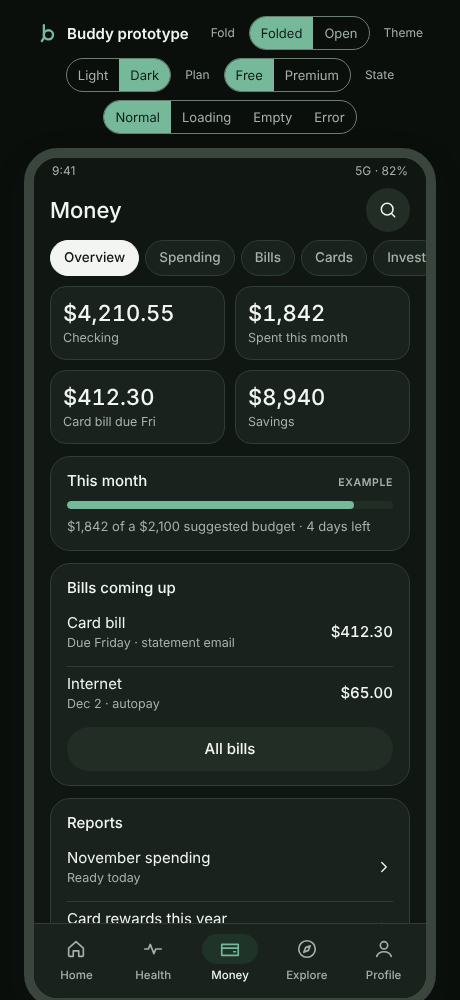 Buddy prototype Fold Folded Open Theme
Light Dark Plan Free Premium State
Normal Loading Empty Error
9:41 5G · 82%
Money
Overview Spending Bills Cards Invest
$4,210.55 $1,842
Checking Spent this month
$412.30 $8,940
Card bill due Fri Savings
This month EXAMPLE
$1,842 of a $2,100 suggested budget · 4 days left
Bills coming up
Card bill
$412.30
Due Friday · statement email
Internet
$65.00
Dec 2 · autopay
All bills
Reports
November spending
Ready today
Card rewards this year
Home Health Money Explore Profile